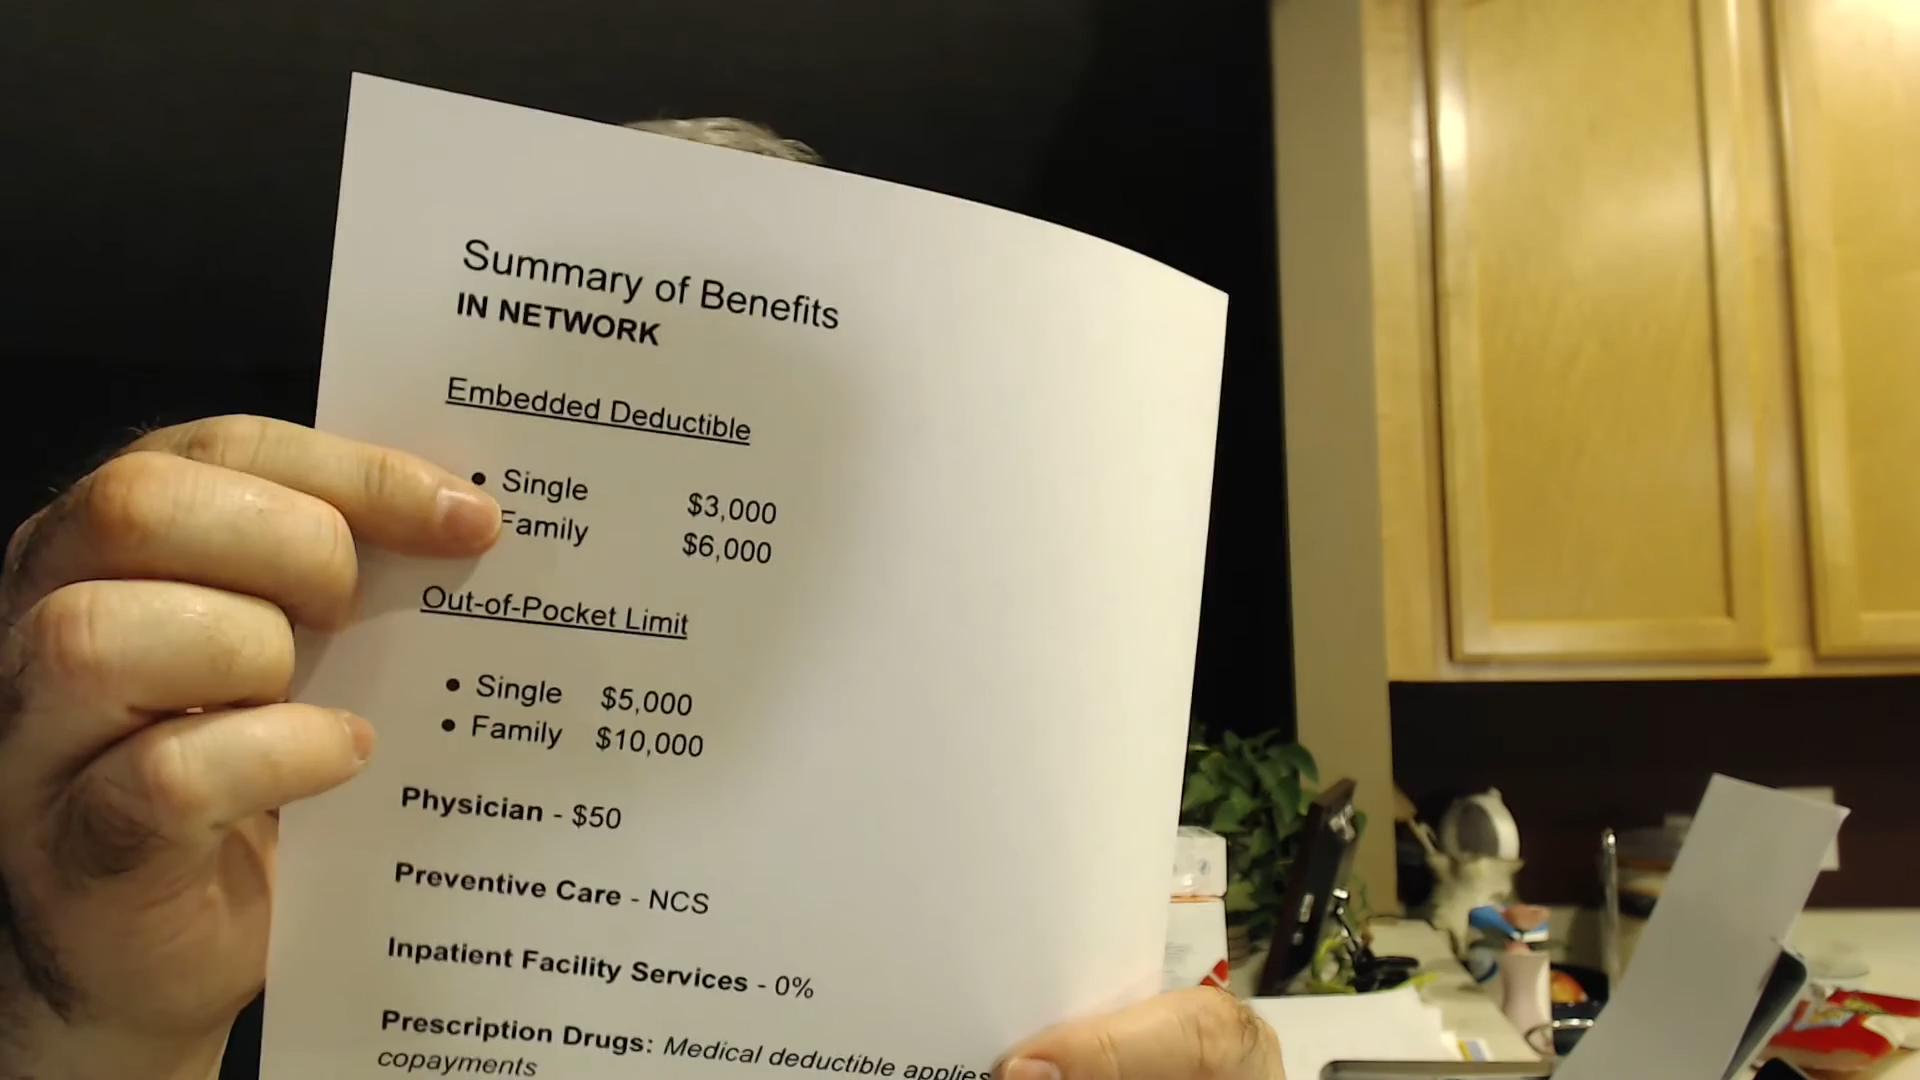 Summary of Benefits
IN NETWORK
Embedded Deductible
• Single $3,000
Family $6,000
Out-of-Pocket Limit
• Single $5,000
• Family $10,000
Physician - $50
Preventive Care - NCS
Inpatient Facility Services - 0%
Prescription Drugs: Medical deductible applies
copayments